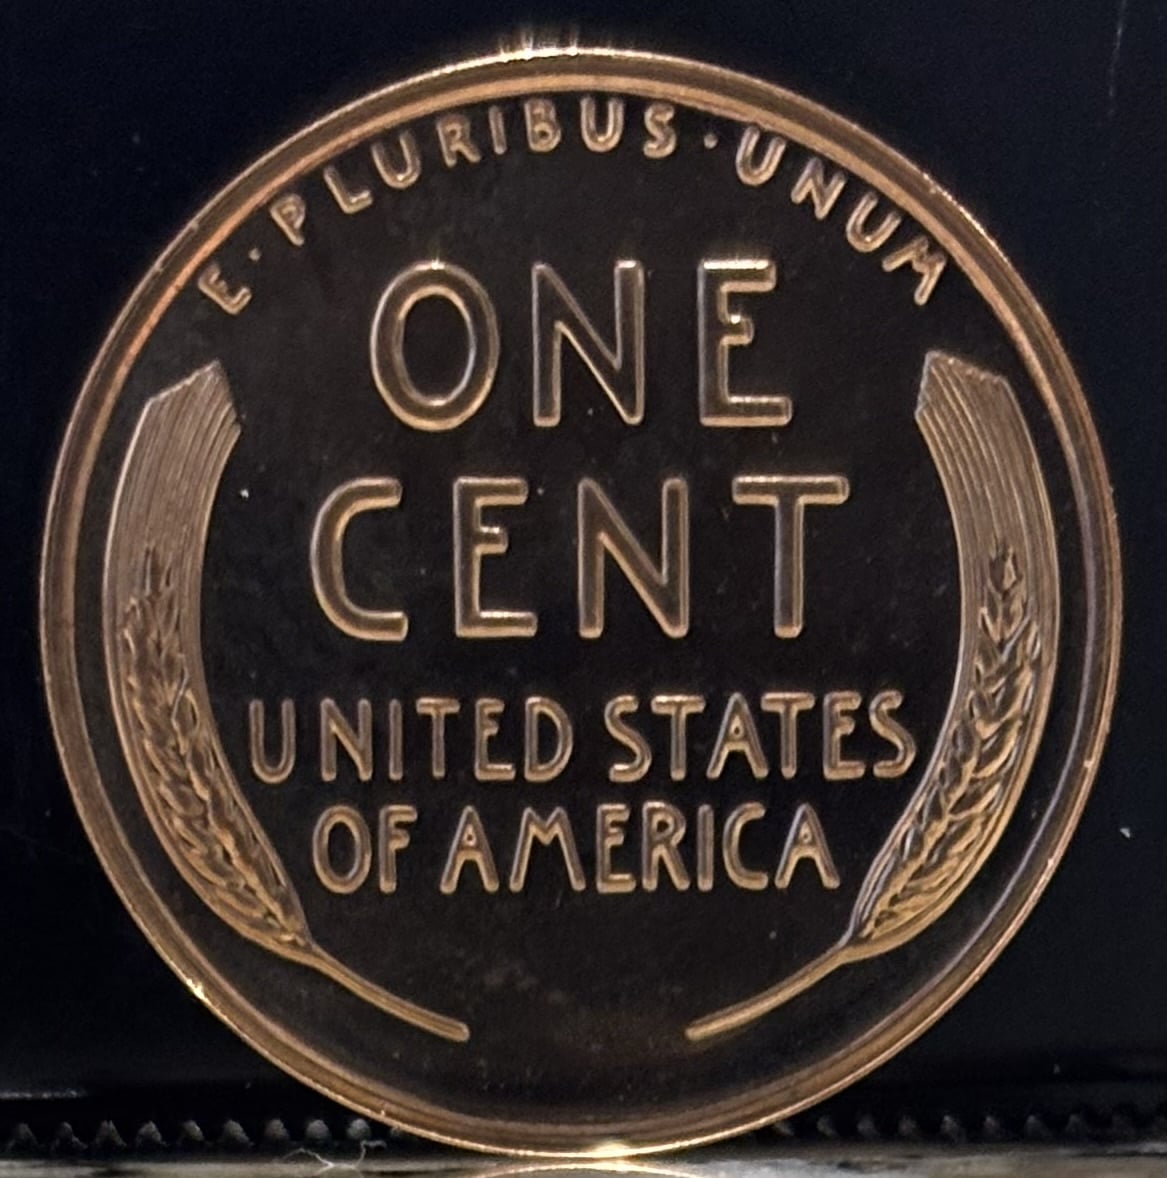 E·PLURIBUS·UNUM
ONE
CENT
UNITED STATES
OF AMERICA